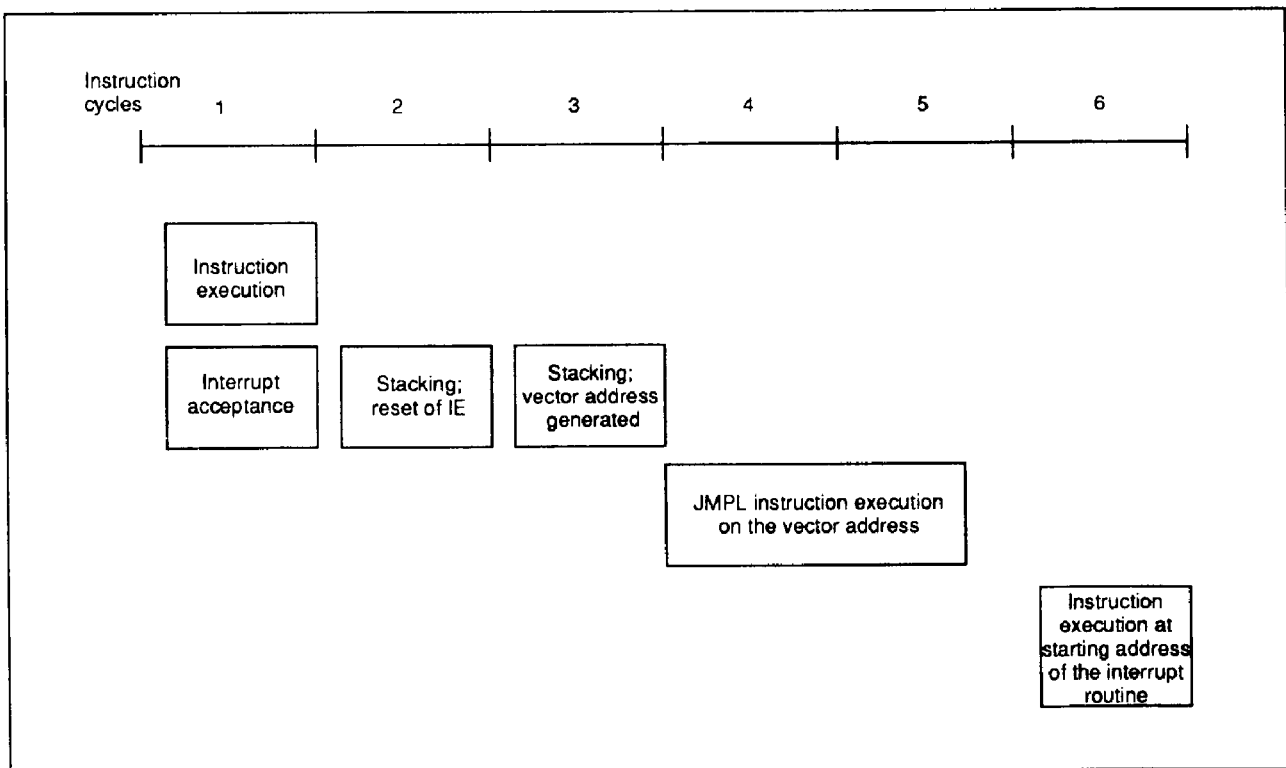 Instruction
cycles 1 2 3 4 5 6
Instruction
execution
Interrupt
acceptance
Stacking;
reset of IE
Stacking;
vector address
generated
JMPL instruction execution
on the vector address
Instruction
execution at
starting address
of the interrupt
routine